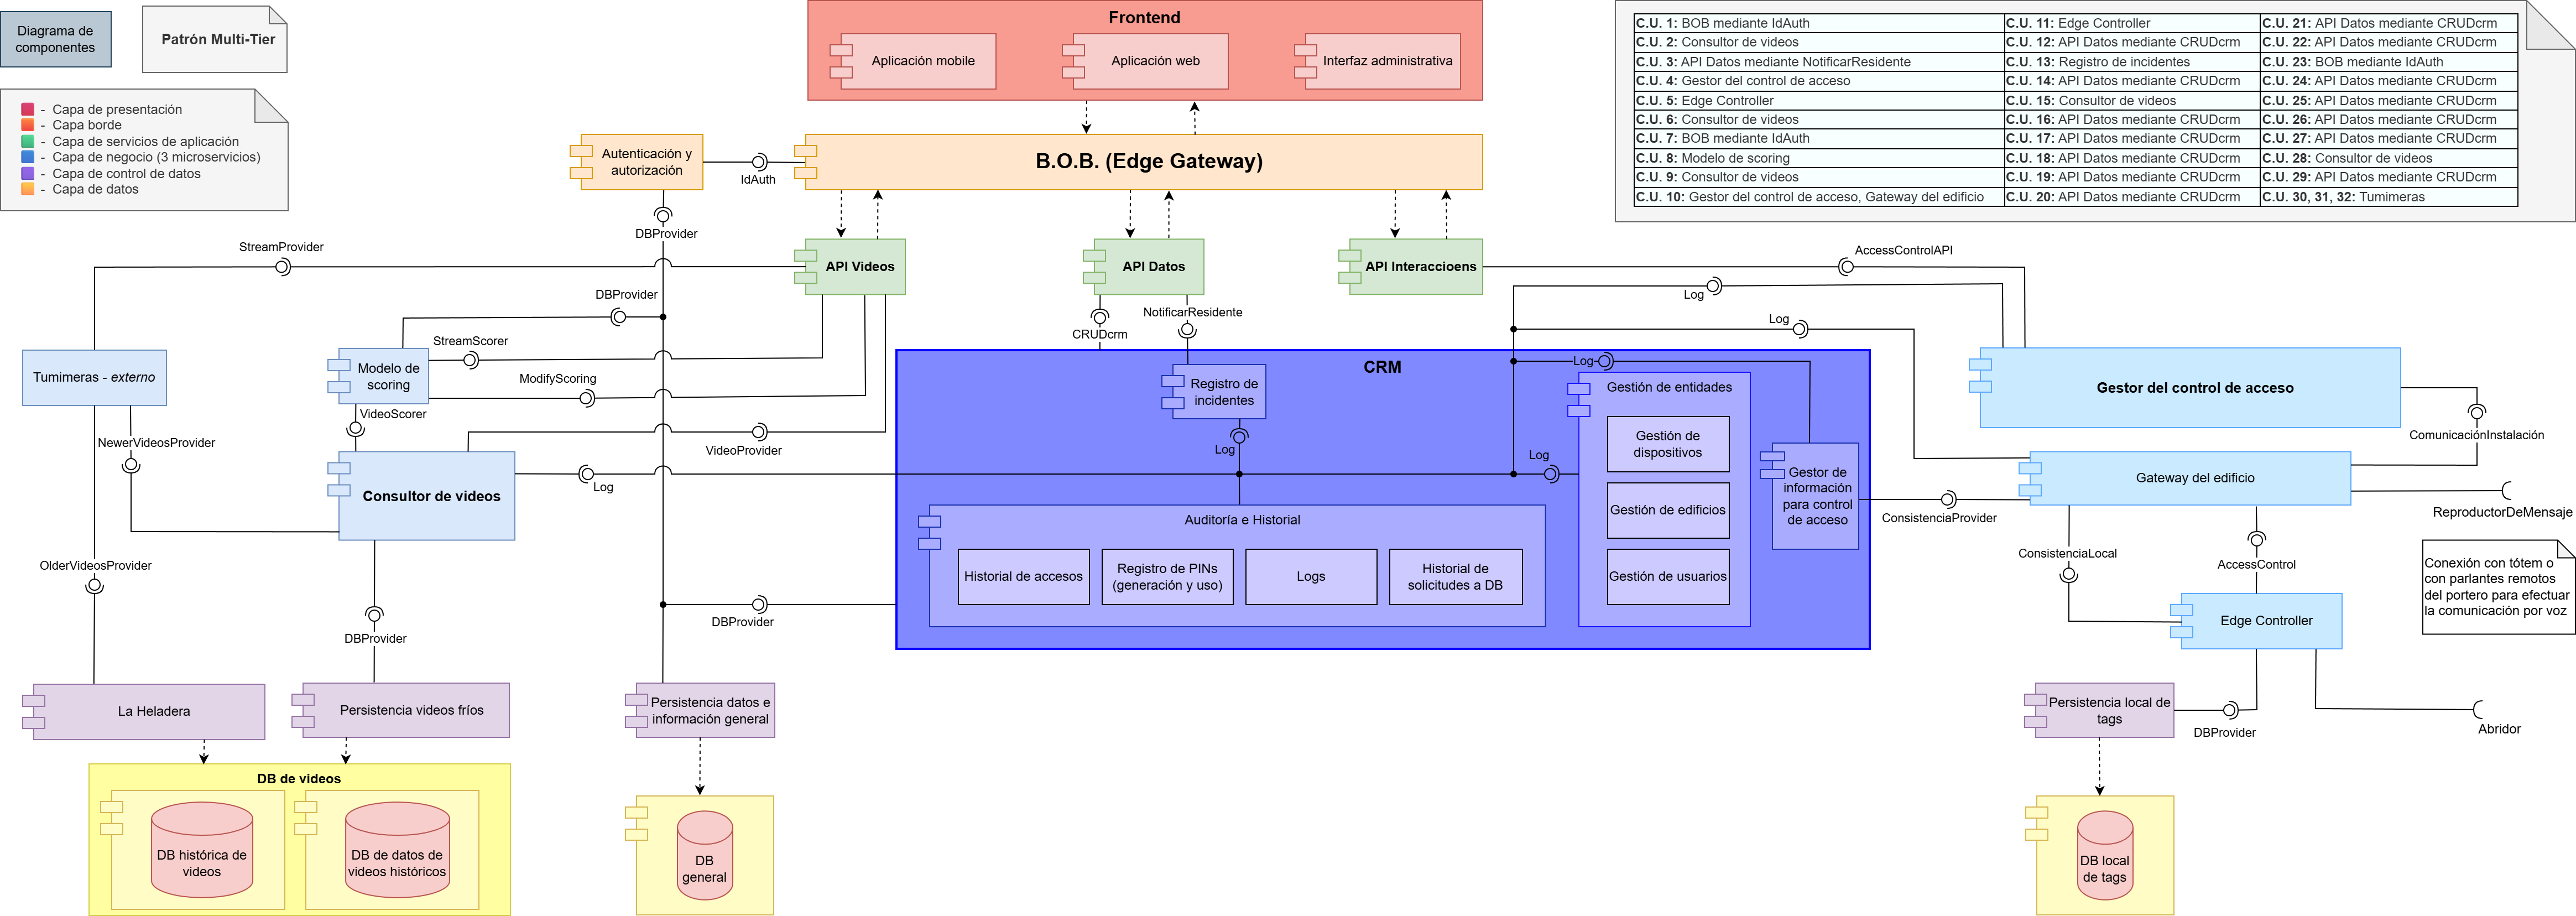 Diagrama de
componentes
Patrón Multi-Tier
- Capa de presentación
- Capa borde
- Capa de servicios de aplicación
- Capa de negocio (3 microservicios)
- Capa de control de datos
- Capa de datos
Frontend
Aplicación mobile
Aplicación web
Interfaz administrativa
C.U. 1: BOB mediante IdAuth
C.U. 2: Consultor de videos
C.U. 3: API Datos mediante NotificarResidente
C.U. 4: Gestor del control de acceso
C.U. 5: Edge Controller
C.U. 6: Consultor de videos
C.U. 7: BOB mediante IdAuth
C.U. 8: Modelo de scoring
C.U. 9: Consultor de videos
C.U. 10: Gestor del control de acceso, Gateway del edificio
C.U. 11: Edge Controller
C.U. 12: API Datos mediante CRUDcrm
C.U. 13: Registro de incidentes
C.U. 14: API Datos mediante CRUDcrm
C.U. 15: Consultor de videos
C.U. 16: API Datos mediante CRUDcrm
C.U. 17: API Datos mediante CRUDcrm
C.U. 18: API Datos mediante CRUDcrm
C.U. 19: API Datos mediante CRUDcrm
C.U. 20: API Datos mediante CRUDcrm
C.U. 21: API Datos mediante CRUDcrm
C.U. 22: API Datos mediante CRUDcrm
C.U. 23: BOB mediante IdAuth
C.U. 24: API Datos mediante CRUDcrm
C.U. 25: API Datos mediante CRUDcrm
C.U. 26: API Datos mediante CRUDcrm
C.U. 27: API Datos mediante CRUDcrm
C.U. 28: Consultor de videos
C.U. 29: API Datos mediante CRUDcrm
C.U. 30, 31, 32: Tumimeras
Autenticación y
autorización
IdAuth
B.O.B. (Edge Gateway)
DBProvider
StreamProvider
API Videos
API Datos
API Interaccioens
AccessControlAPI
DBProvider
Log
NotificarResidente
CRUDcrm
Log
StreamScorer
Tumimeras - externo
Modelo de
scoring
ModifyScoring
VideoScorer
NewerVideosProvider
VideoProvider
Consultor de videos
Log
CRM
Log
Registro de
incidentes
Log
Log
Gestión de entidades
Gestión de
dispositivos
Gestión de edificios
Gestión de usuarios
Gestor de
información
para control
de acceso
Auditoría e Historial
Historial de accesos
Registro de PINs
(generación y uso)
Logs
Historial de
solicitudes a DB
Gestor del control de acceso
ComunicaciónInstalación
Gateway del edificio
ConsistenciaProvider
ReproductorDeMensaje
ConsistenciaLocal
AccessControl
Conexión con tótem o
con parlantes remotos
del portero para efectuar
la comunicación por voz
Edge Controller
OlderVideosProvider
DBProvider
DBProvider
La Heladera
Persistencia videos fríos
Persistencia datos e
información general
Persistencia local de
tags
DBProvider
Abridor
DB de videos
DB histórica de
videos
DB de datos de
videos históricos
DB
general
DB local
de tags